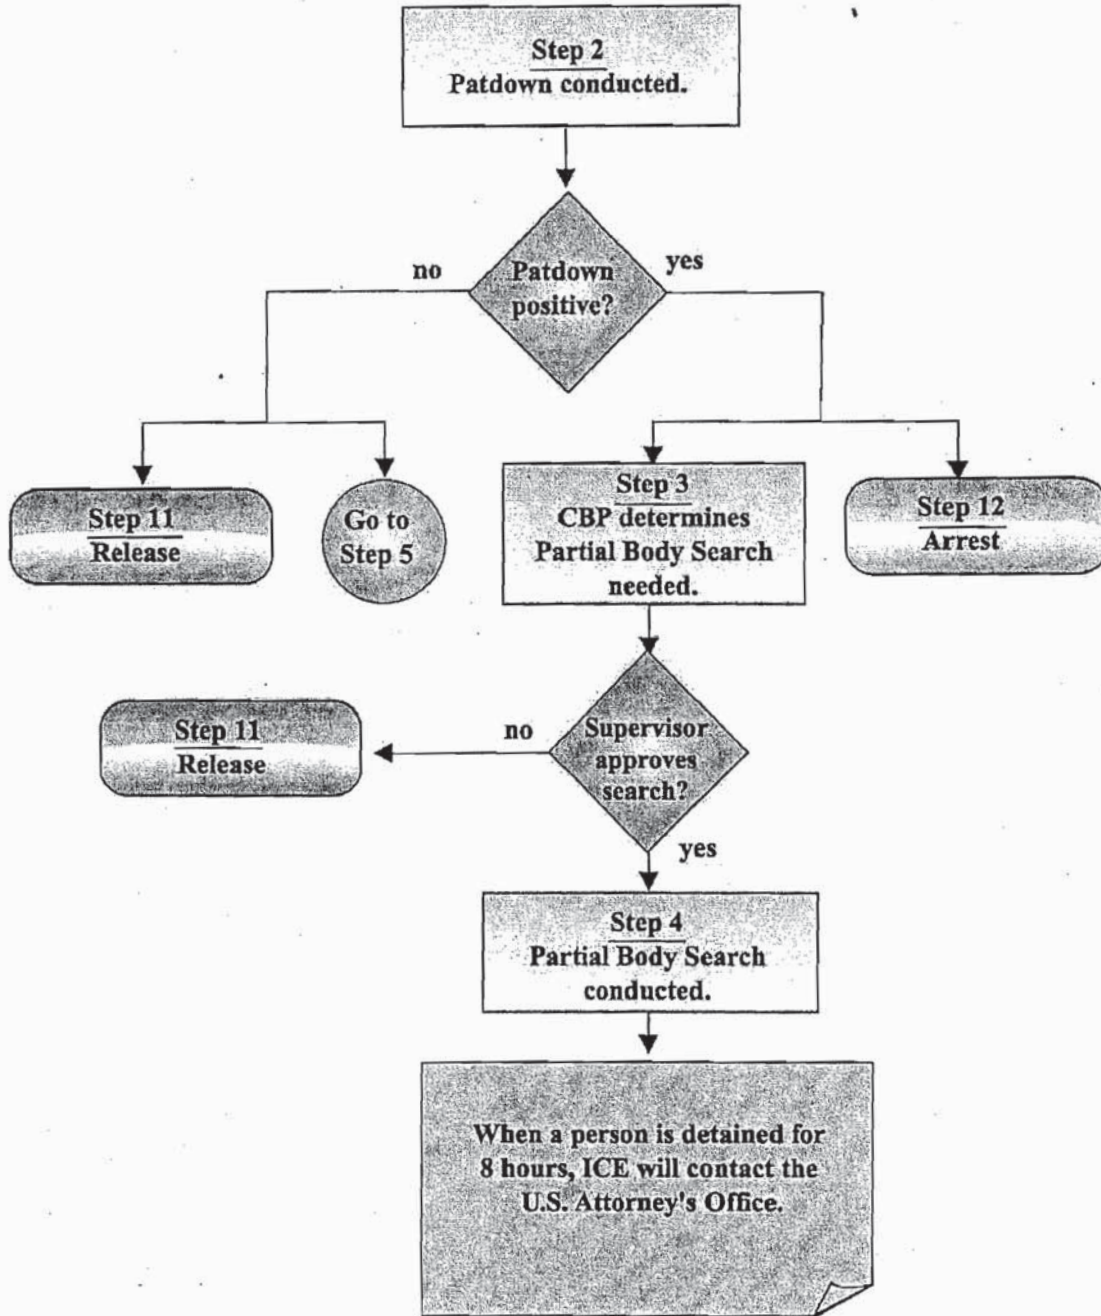 Step 2
Patdown conducted.
no
Patdown
positive?
yes
Step 11
Release
Go to
Step 5
Step 3
CBP determines
Partial Body Search
needed.
Step 12
Arrest
Step 11
Release
no
Supervisor
approves
search?
yes
Step 4
Partial Body Search
conducted.
When a person is detained for
8 hours, ICE will contact the
U.S. Attorney's Office.